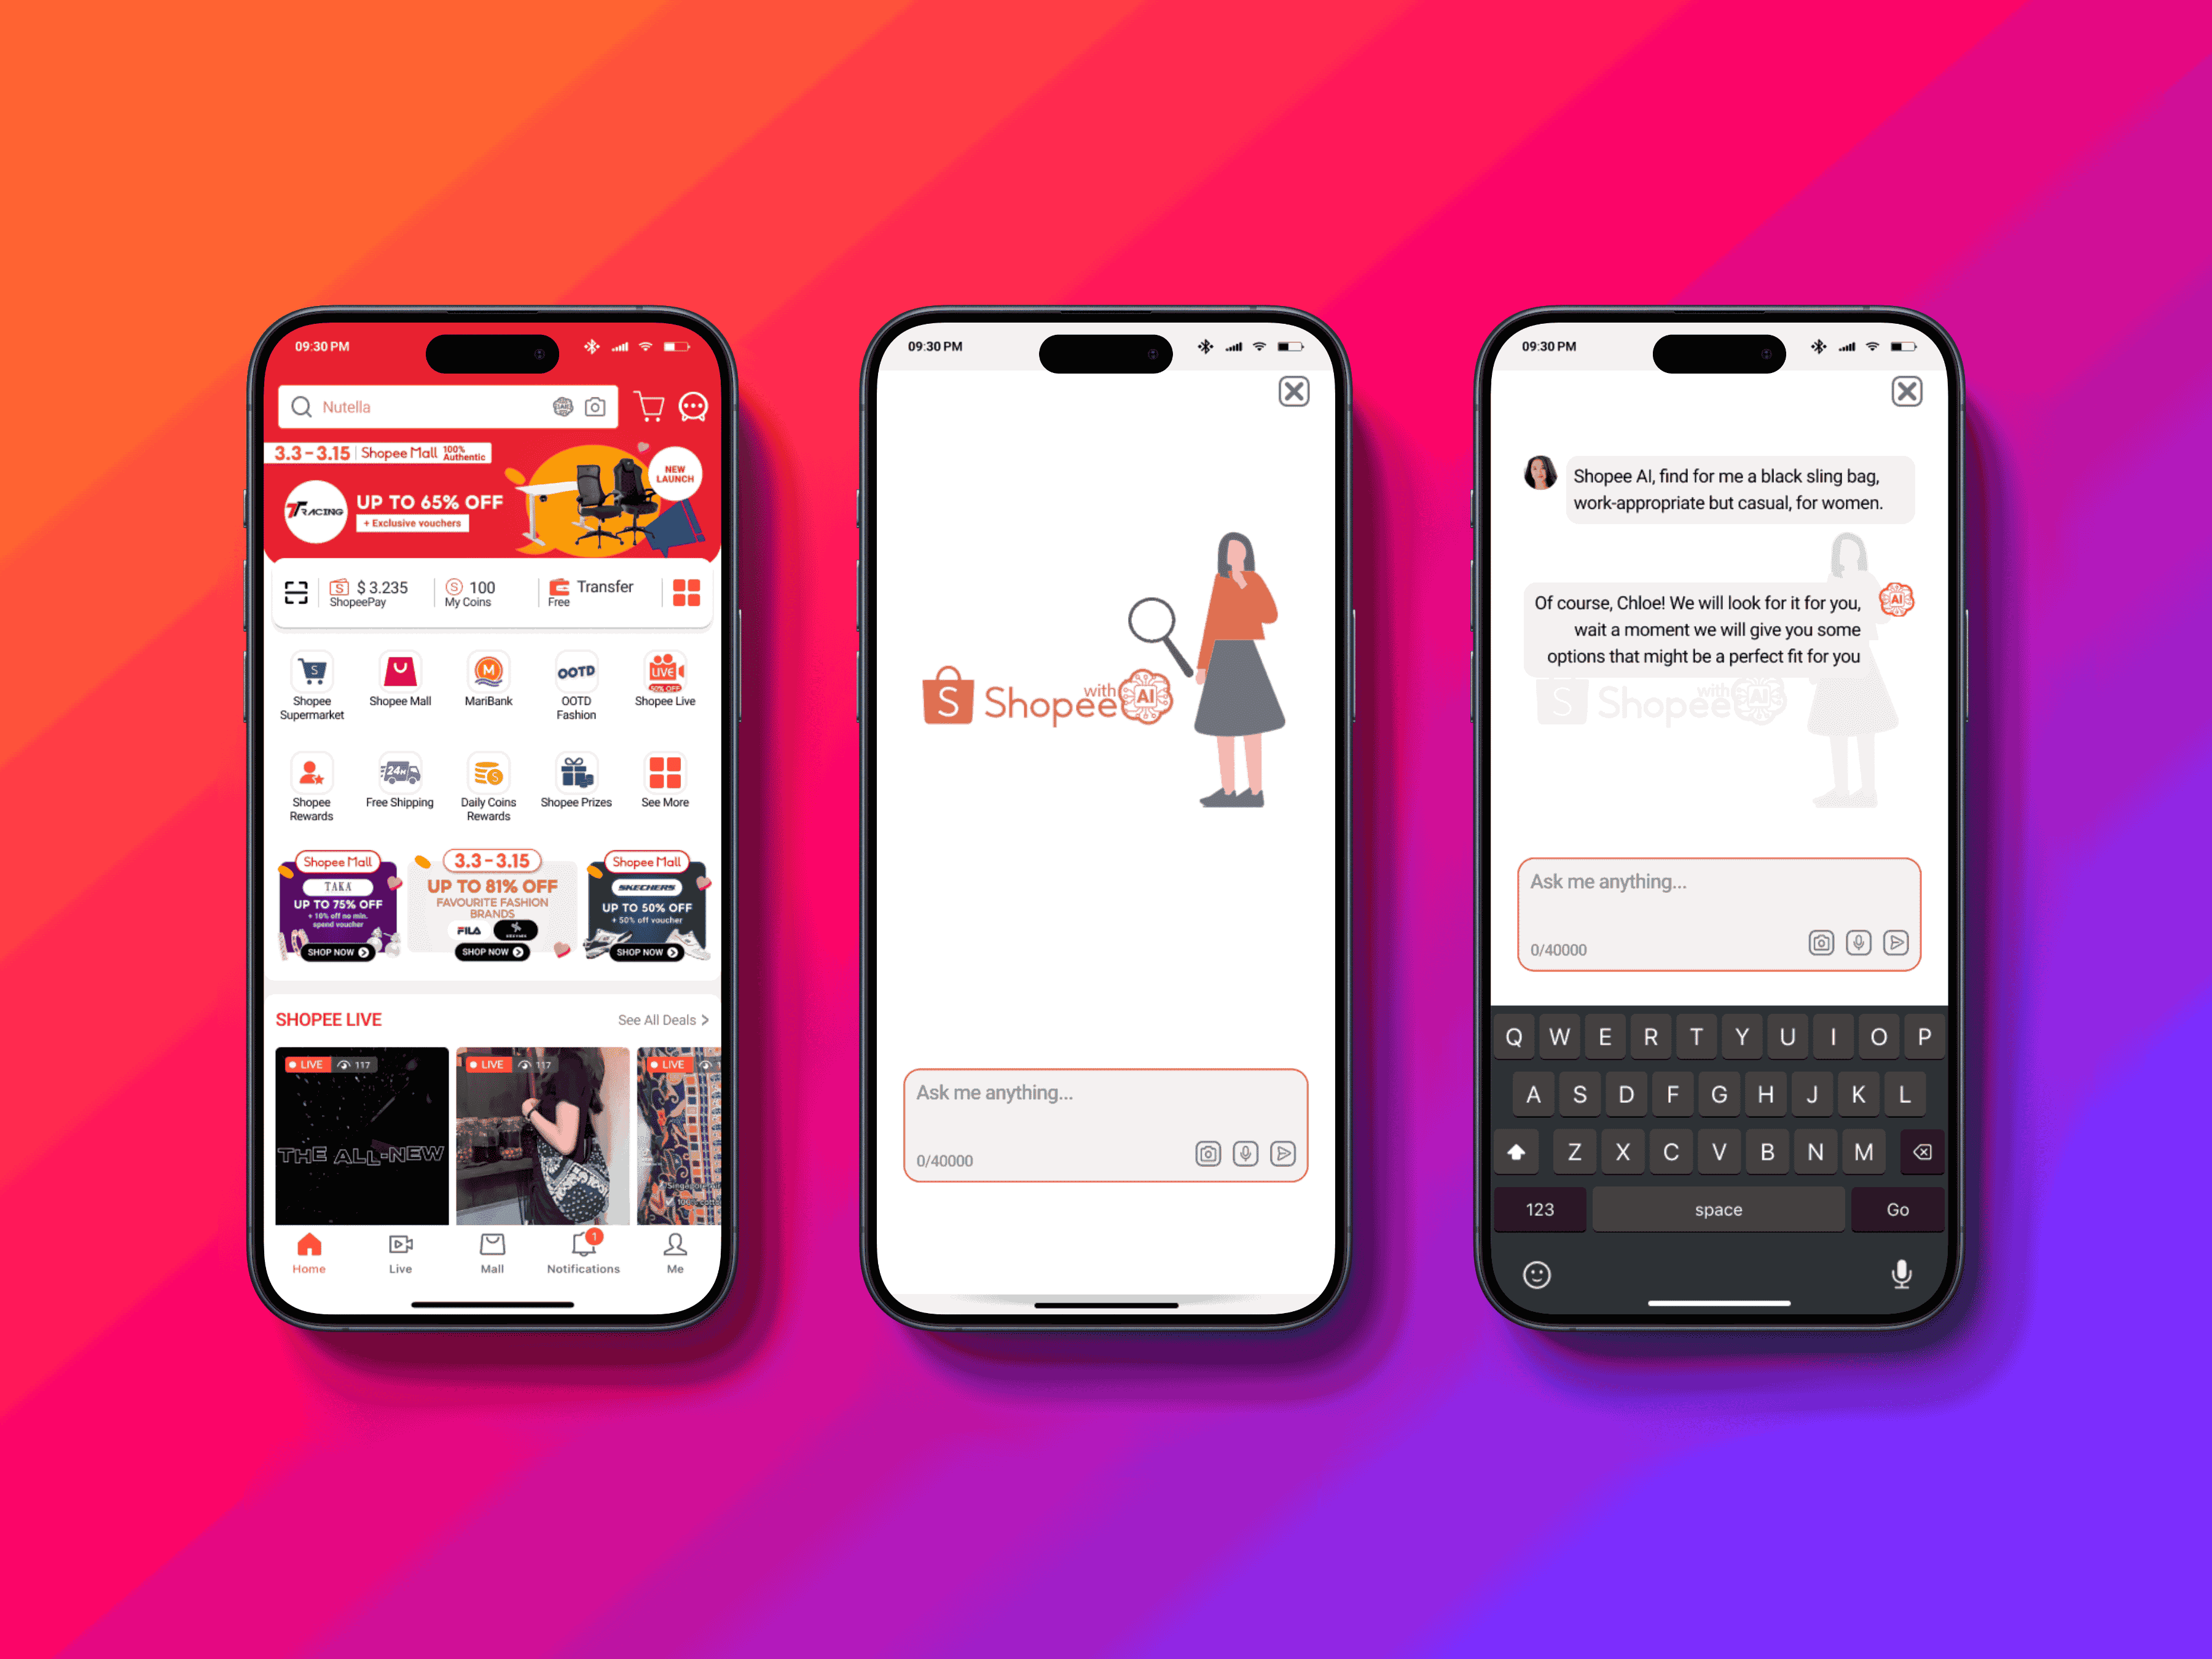 09:30 PM
Nutella
3.3 - 3.15 | Shopee Mall 100% Authentic
NEW LAUNCH
TTRACING
UP TO 65% OFF
+ Exclusive vouchers
$ 3.235
ShopeePay
100
My Coins
Transfer
Free
S
Shopee Supermarket
Shopee Mall
M
MariBank
OOTD
OOTD Fashion
LIVE
50% OFF
Shopee Live
Shopee Rewards
24H
Free Shipping
Daily Coins Rewards
Shopee Prizes
See More
Shopee Mall
TAKA
UP TO 75% OFF
+ 10% off no min.
spend voucher
SHOP NOW
3.3 - 3.15
UP TO 81% OFF
FAVOURITE FASHION
BRANDS
FILA
SHOP NOW
Shopee Mall
SKECHERS
UP TO 50% OFF
+ 50% off voucher
SHOP NOW
SHOPEE LIVE
See All Deals >
LIVE 117
LIVE 117
LIVE 1
THE ALL-NEW
Home
Live
Mall
1
Notifications
Me
09:30 PM
S Shopee with AI
Ask me anything...
0/40000
09:30 PM
Shopee AI, find for me a black sling bag,
work-appropriate but casual, for women.
AI
Of course, Chloe! We will look for it for you,
wait a moment we will give you some
options that might be a perfect fit for you
S Shopee with AI
Ask me anything...
0/40000
Q W E R T Y U I O P
A S D F G H J K L
Z X C V B N M
123 space Go